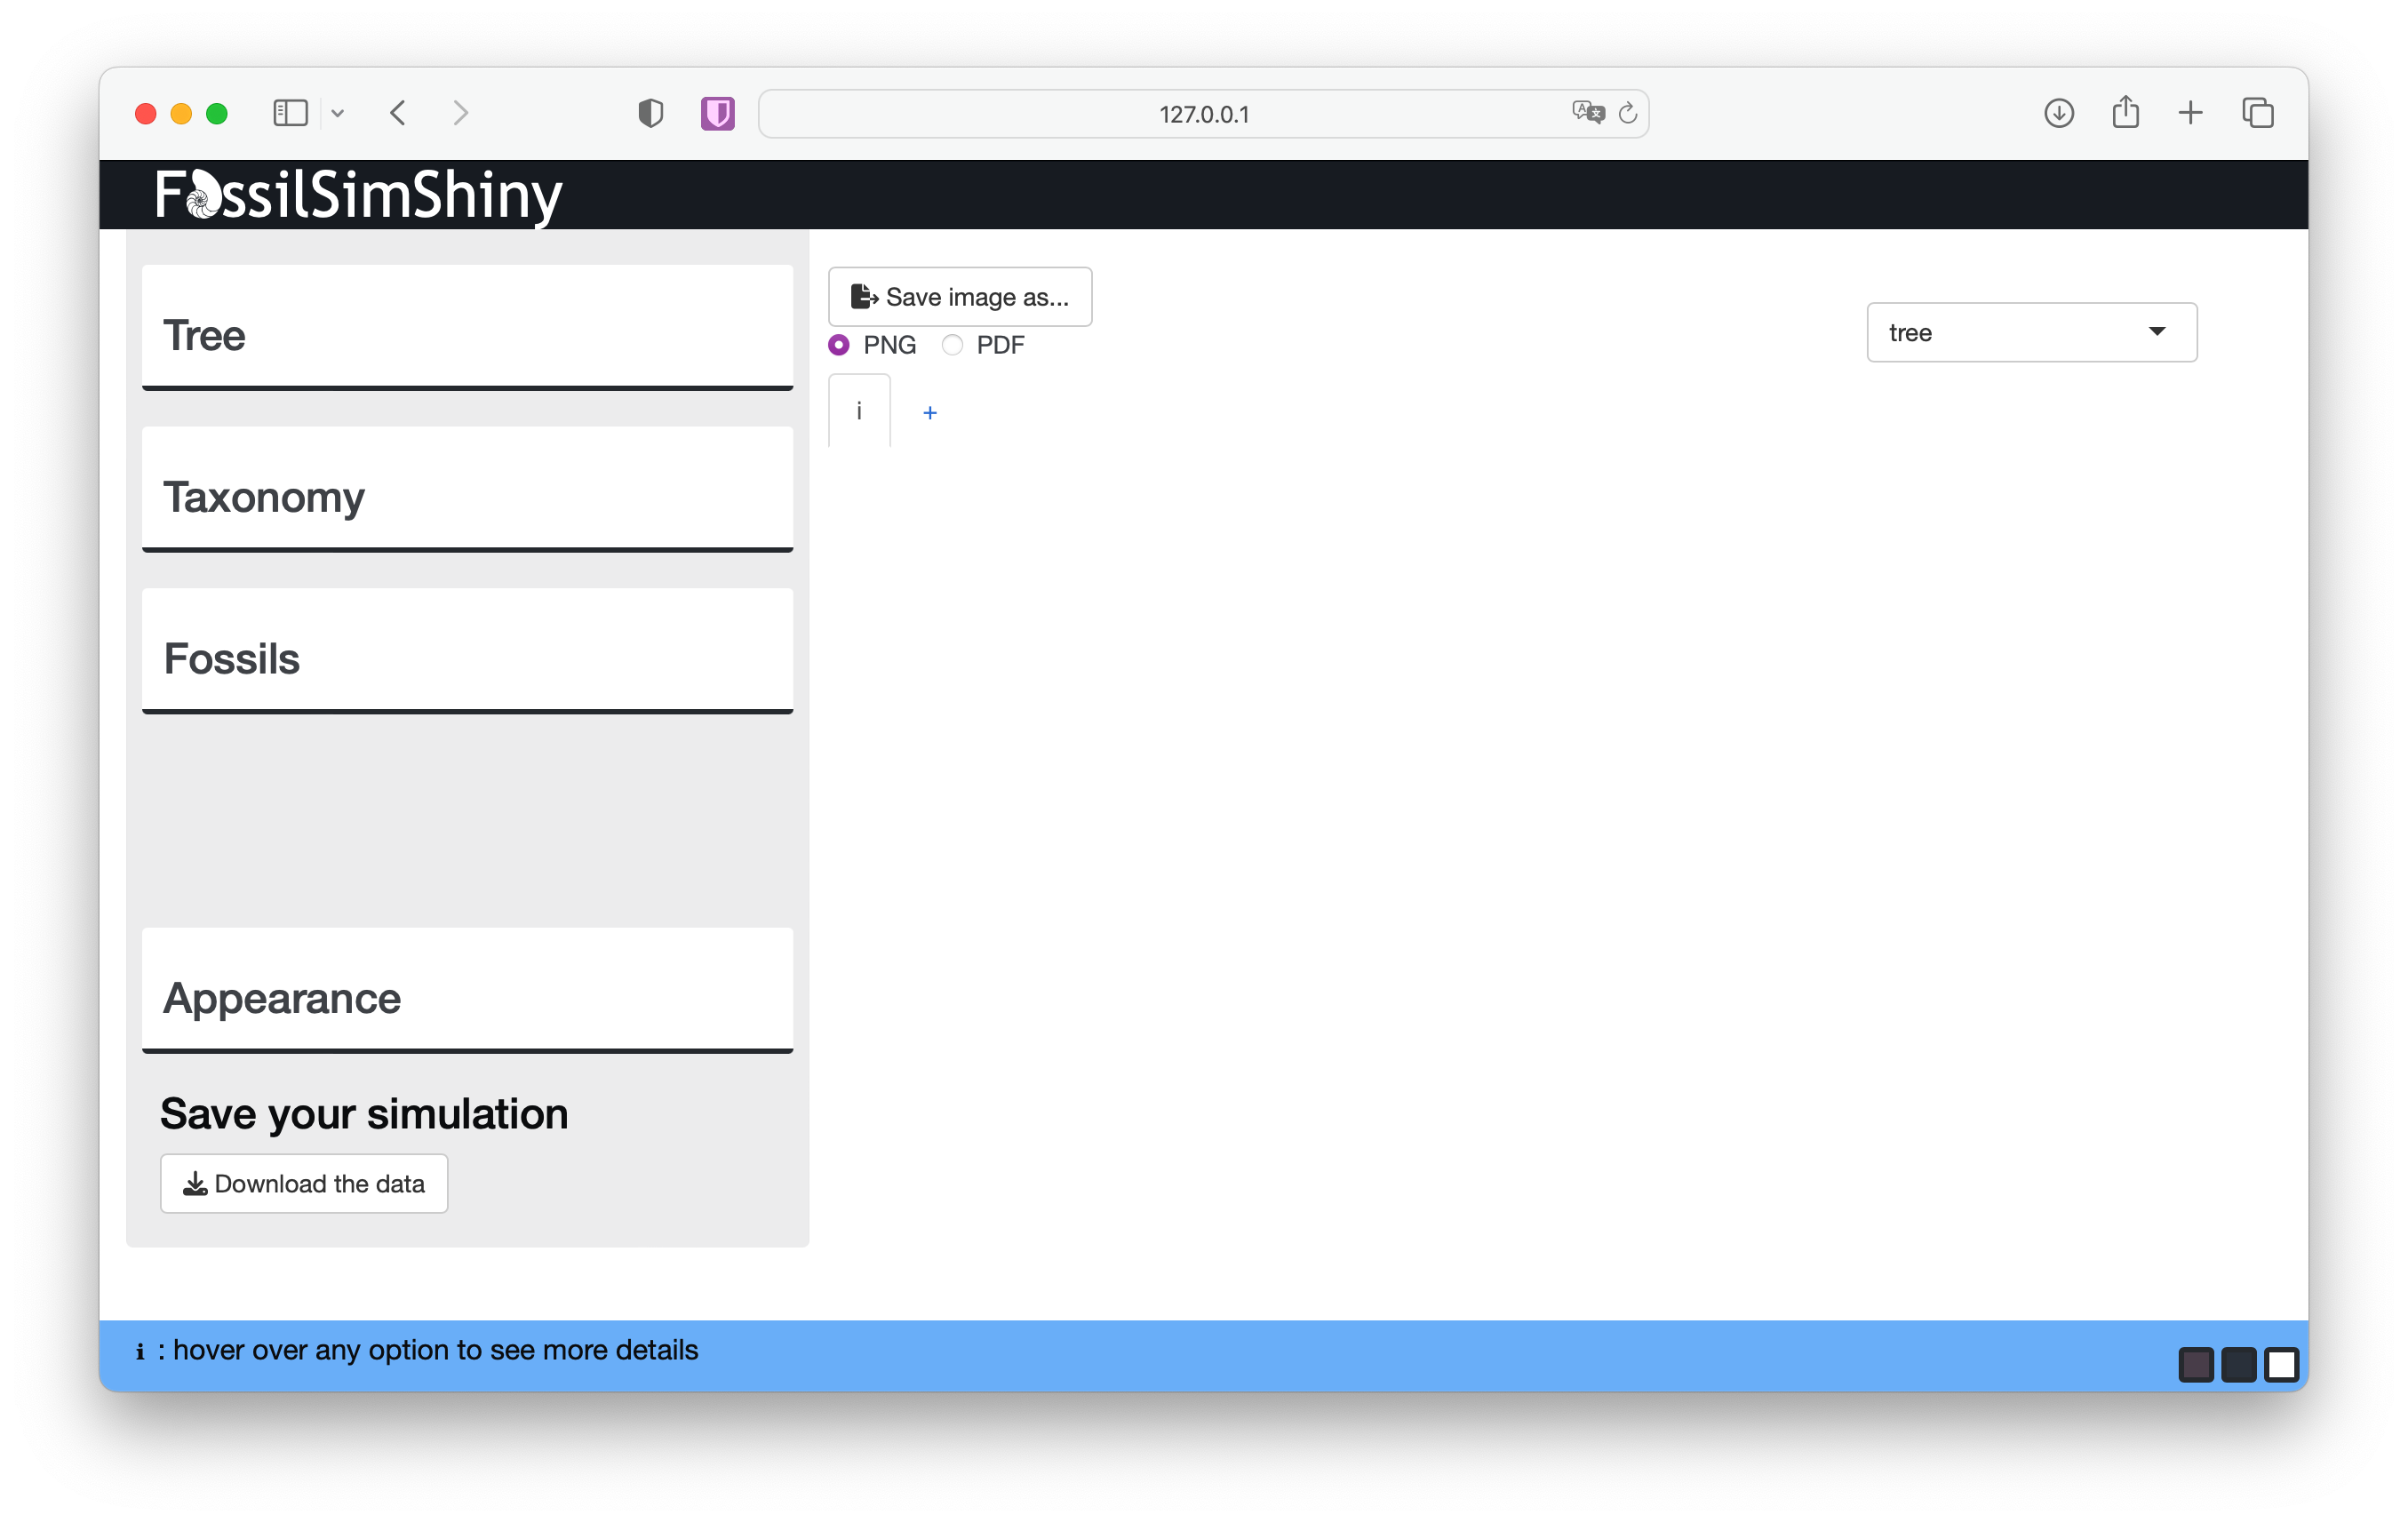 127.0.0.1
FossilSimShiny
Tree
Taxonomy
Fossils
Appearance
Save your simulation
Download the data
Save image as...
PNG PDF
i +
tree
i : hover over any option to see more details